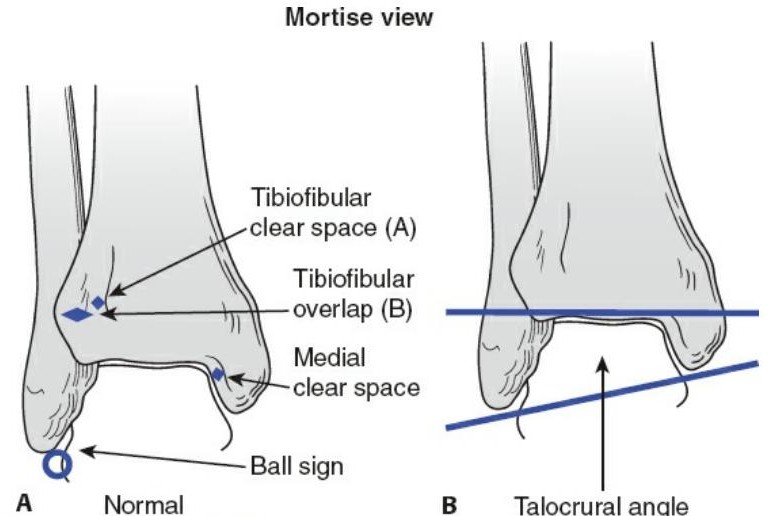 Mortise view
Tibiofibular
clear space (A)
Tibiofibular
overlap (B)
Medial
clear space
Ball sign
A Normal
B Talocrural angle